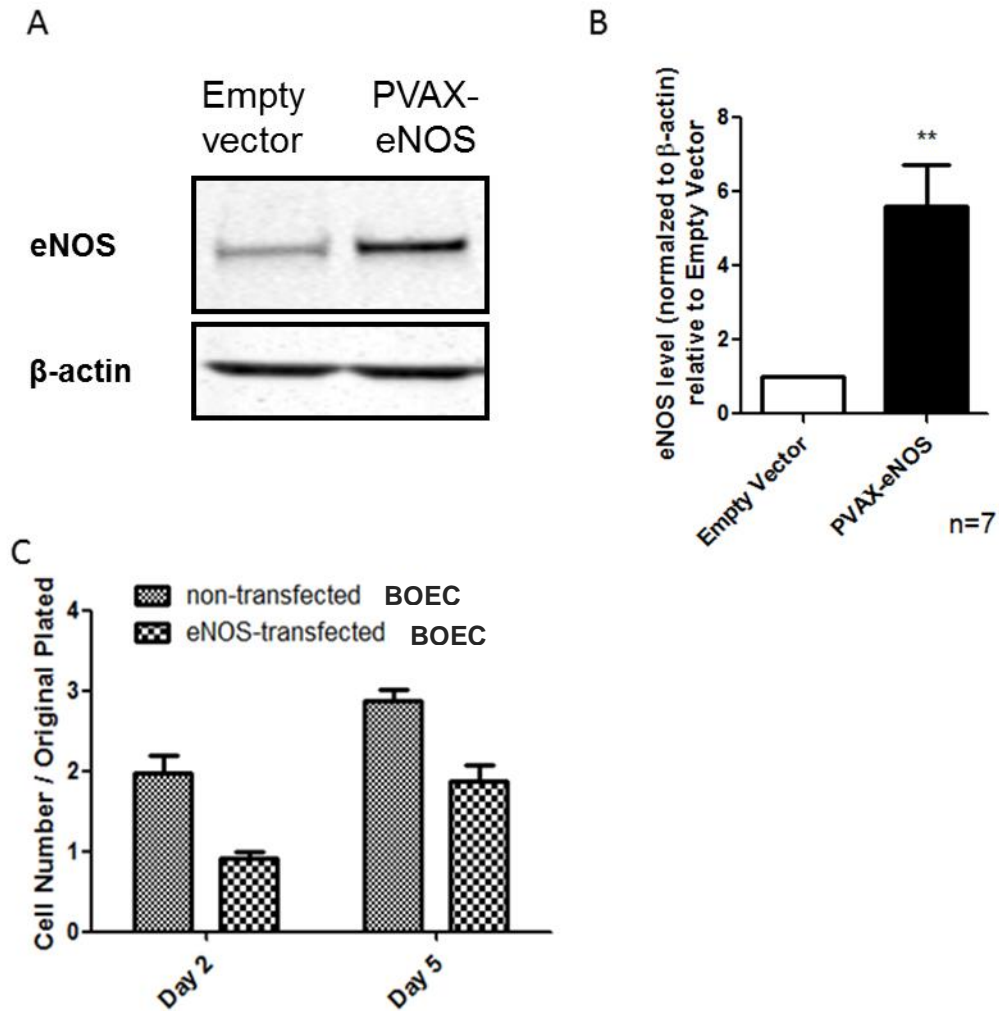 A
Empty
vector
PVAX-
eNOS
eNOS
β-actin
B
eNOS level (normalzed to β-actin)
relative to Empty Vector
8
6
4
2
0
**
Empty Vector
PVAX-eNOS
n=7
C
non-transfected BOEC
eNOS-transfected BOEC
Cell Number / Original Plated
4
3
2
1
0
Day 2
Day 5